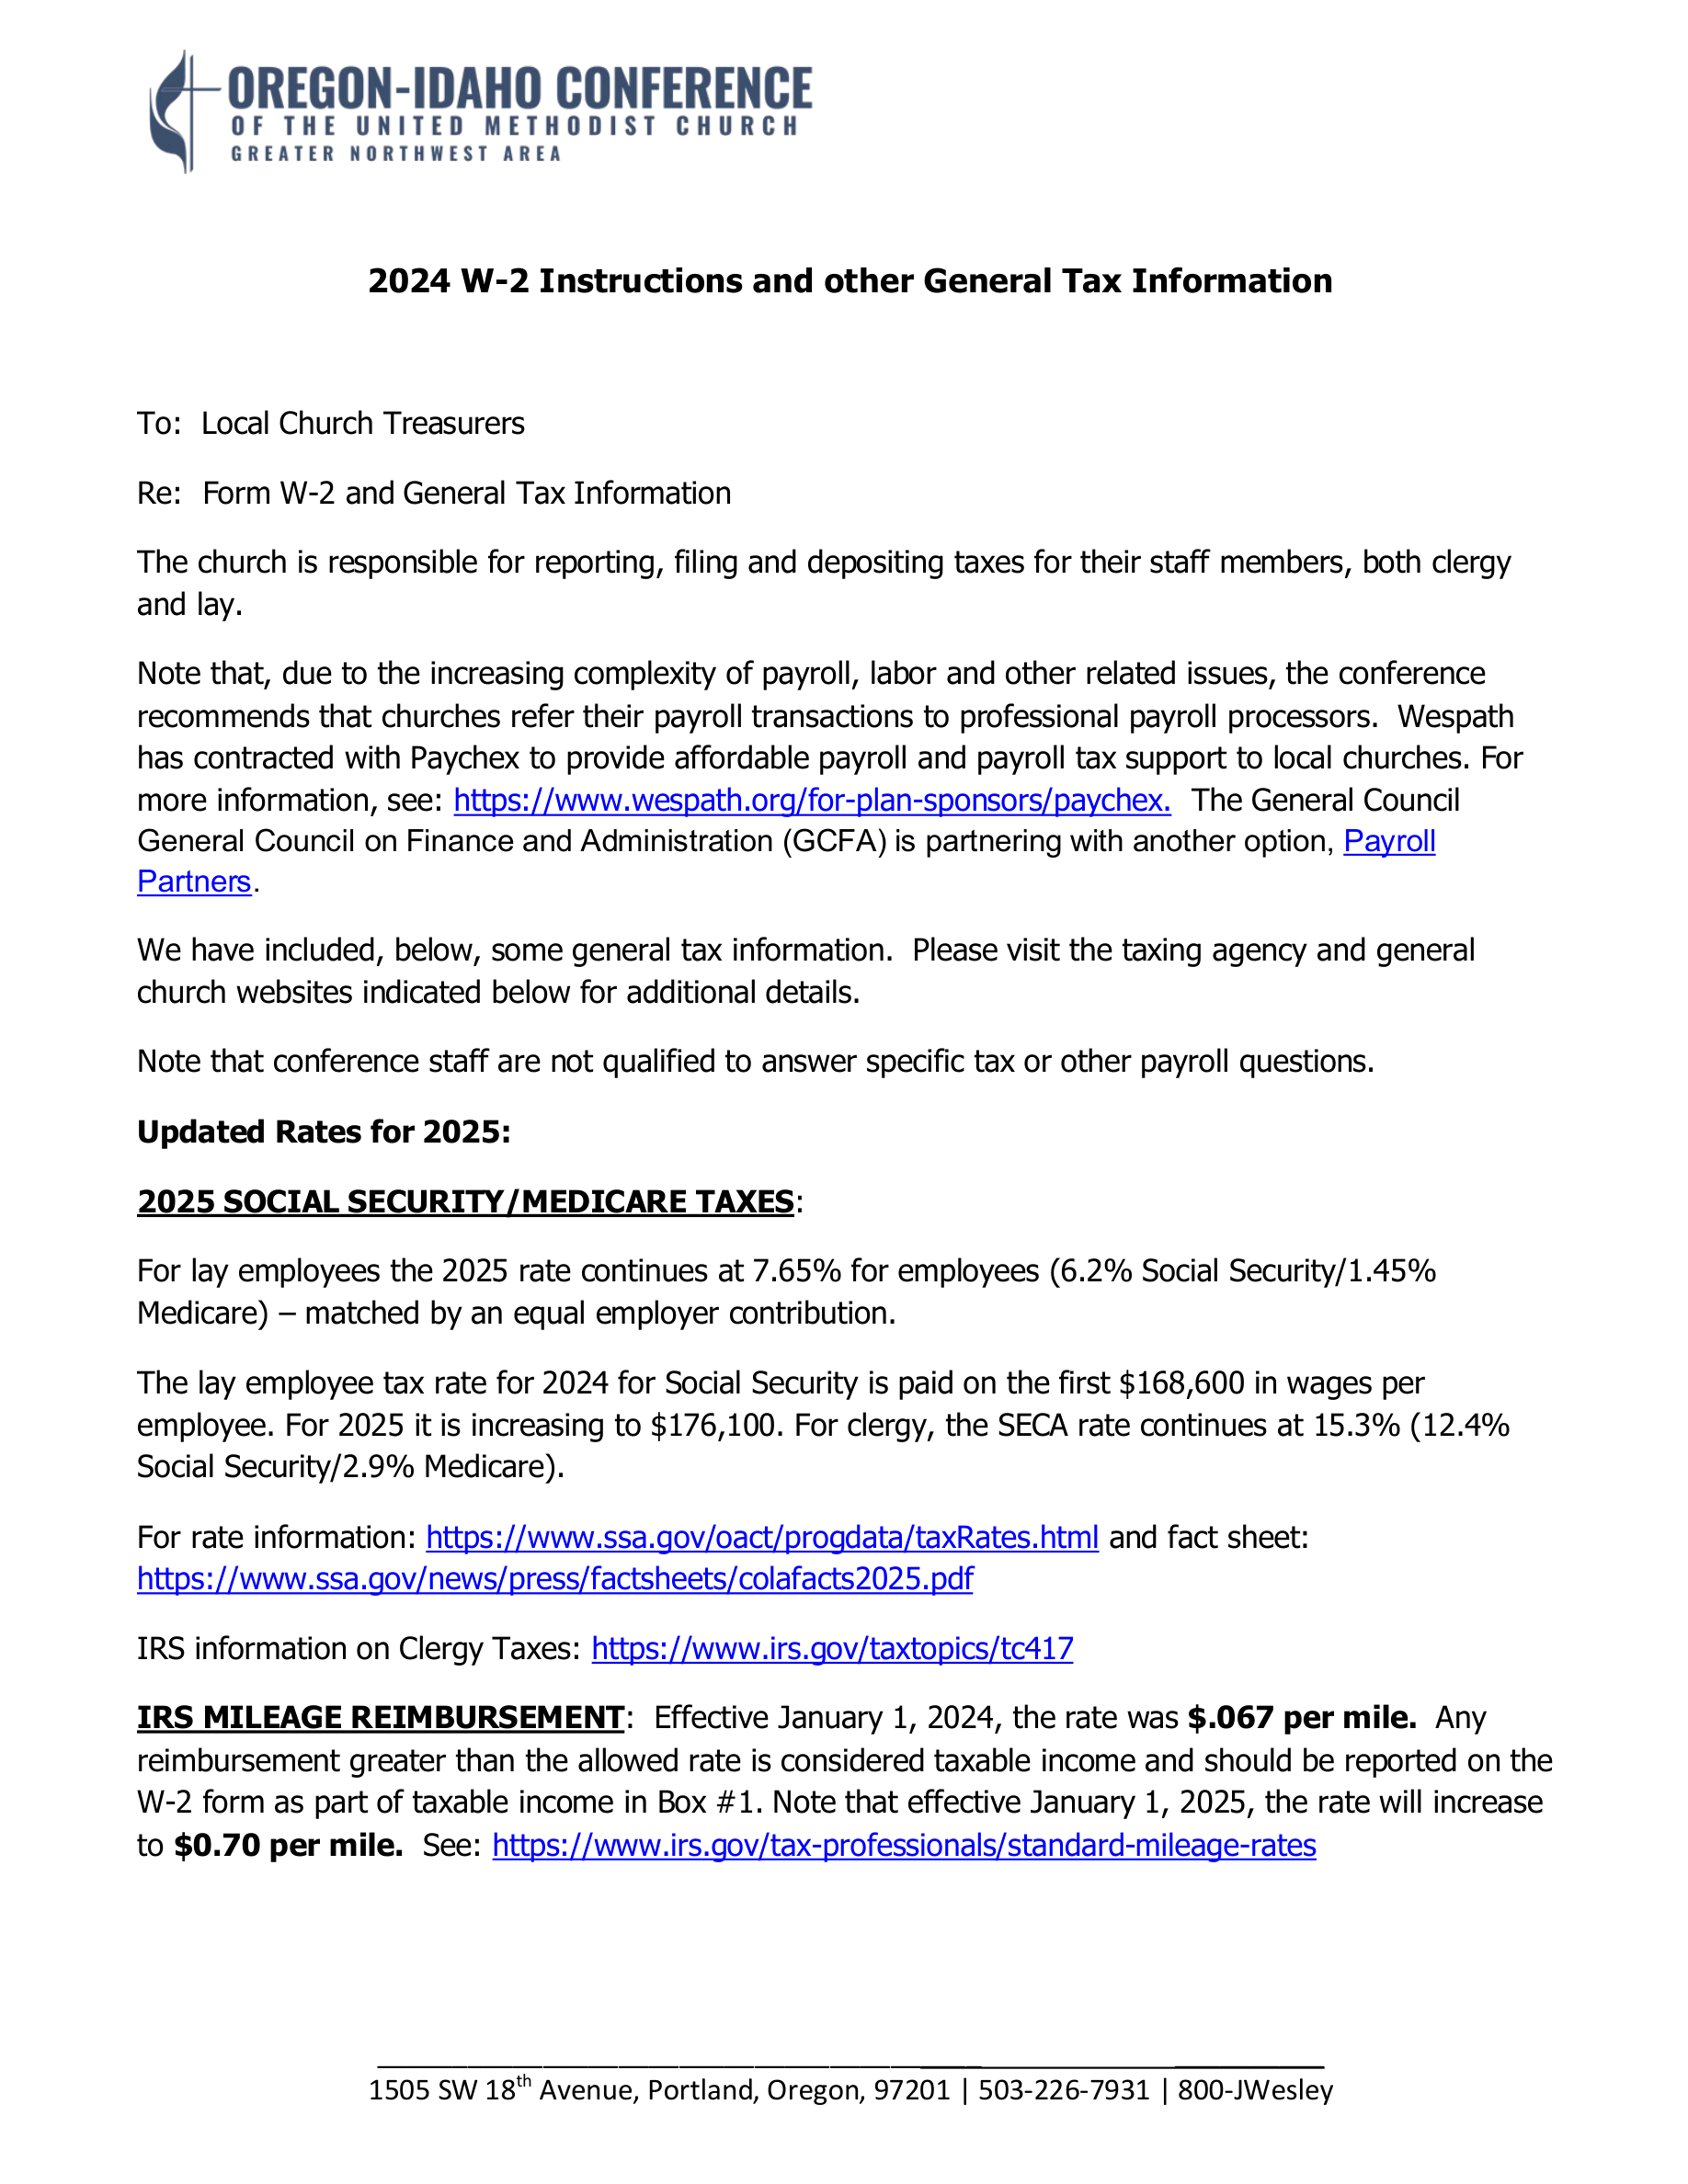 OREGON-IDAHO CONFERENCE
OF THE UNITED METHODIST CHURCH
GREATER NORTHWEST AREA
2024 W-2 Instructions and other General Tax Information
To:  Local Church Treasurers
Re:  Form W-2 and General Tax Information
The church is responsible for reporting, filing and depositing taxes for their staff members, both clergy
and lay.
Note that, due to the increasing complexity of payroll, labor and other related issues, the conference
recommends that churches refer their payroll transactions to professional payroll processors.  Wespath
has contracted with Paychex to provide affordable payroll and payroll tax support to local churches. For
more information, see: https://www.wespath.org/for-plan-sponsors/paychex.  The General Council
General Council on Finance and Administration (GCFA) is partnering with another option, Payroll
Partners.
We have included, below, some general tax information.  Please visit the taxing agency and general
church websites indicated below for additional details.
Note that conference staff are not qualified to answer specific tax or other payroll questions.
Updated Rates for 2025:
2025 SOCIAL SECURITY/MEDICARE TAXES:
For lay employees the 2025 rate continues at 7.65% for employees (6.2% Social Security/1.45%
Medicare) – matched by an equal employer contribution.
The lay employee tax rate for 2024 for Social Security is paid on the first $168,600 in wages per
employee. For 2025 it is increasing to $176,100. For clergy, the SECA rate continues at 15.3% (12.4%
Social Security/2.9% Medicare).
For rate information: https://www.ssa.gov/oact/progdata/taxRates.html and fact sheet:
https://www.ssa.gov/news/press/factsheets/colafacts2025.pdf
IRS information on Clergy Taxes: https://www.irs.gov/taxtopics/tc417
IRS MILEAGE REIMBURSEMENT:  Effective January 1, 2024, the rate was $.067 per mile.  Any
reimbursement greater than the allowed rate is considered taxable income and should be reported on the
W-2 form as part of taxable income in Box #1. Note that effective January 1, 2025, the rate will increase
to $0.70 per mile.  See: https://www.irs.gov/tax-professionals/standard-mileage-rates
1505 SW 18th Avenue, Portland, Oregon, 97201 | 503-226-7931 | 800-JWesley